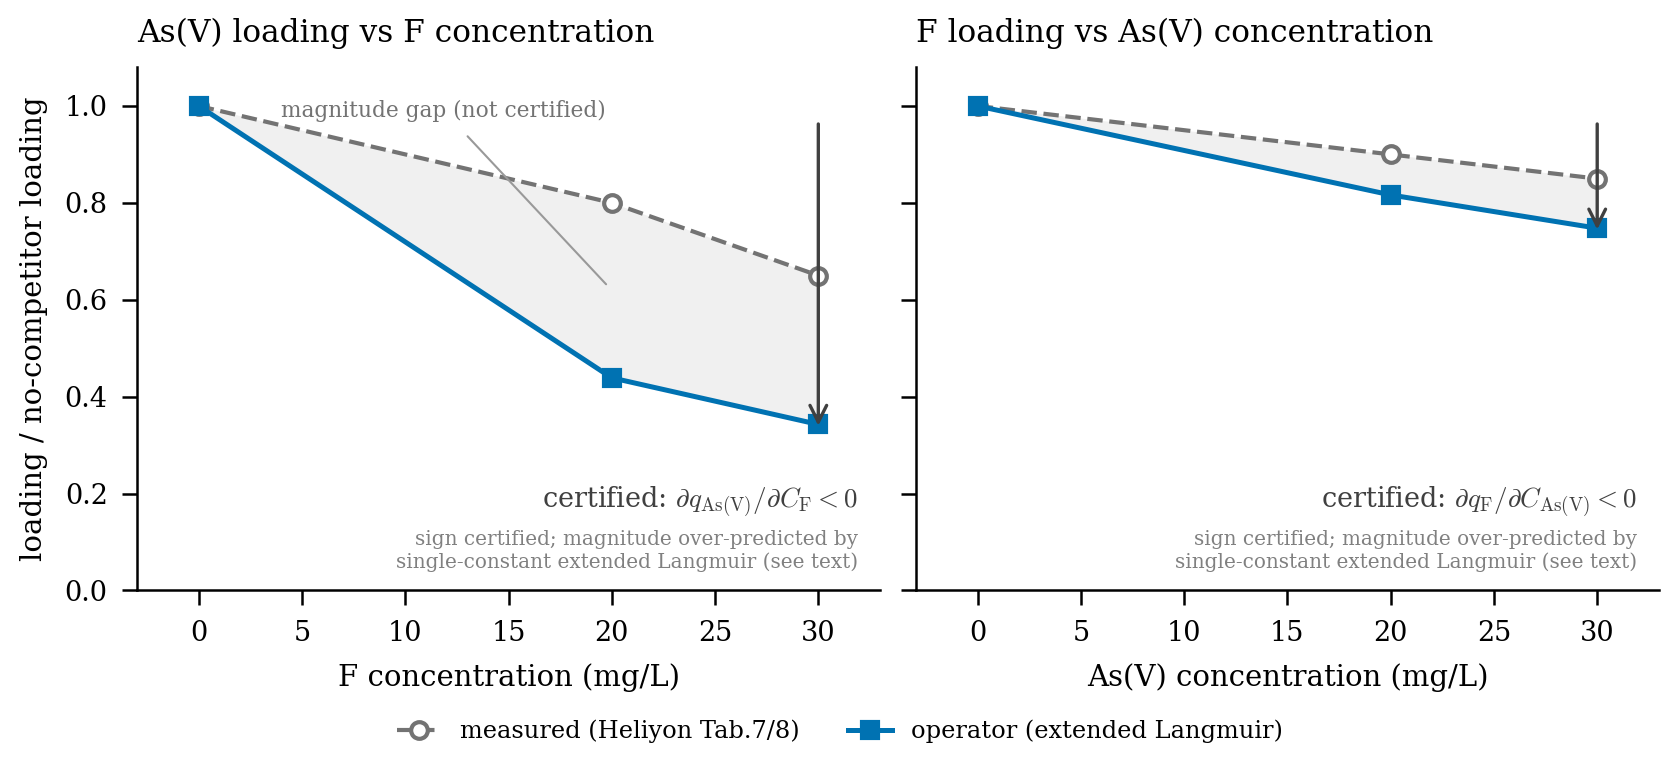 As(V) loading vs F concentration
F loading vs As(V) concentration
loading / no-competitor loading
1.0
0.8
0.6
0.4
0.2
0.0
magnitude gap (not certified)
certified: ∂q_As(V)/∂C_F < 0
sign certified; magnitude over-predicted by
single-constant extended Langmuir (see text)
0 5 10 15 20 25 30
F concentration (mg/L)
certified: ∂q_F/∂C_As(V) < 0
sign certified; magnitude over-predicted by
single-constant extended Langmuir (see text)
0 5 10 15 20 25 30
As(V) concentration (mg/L)
measured (Heliyon Tab.7/8)
operator (extended Langmuir)